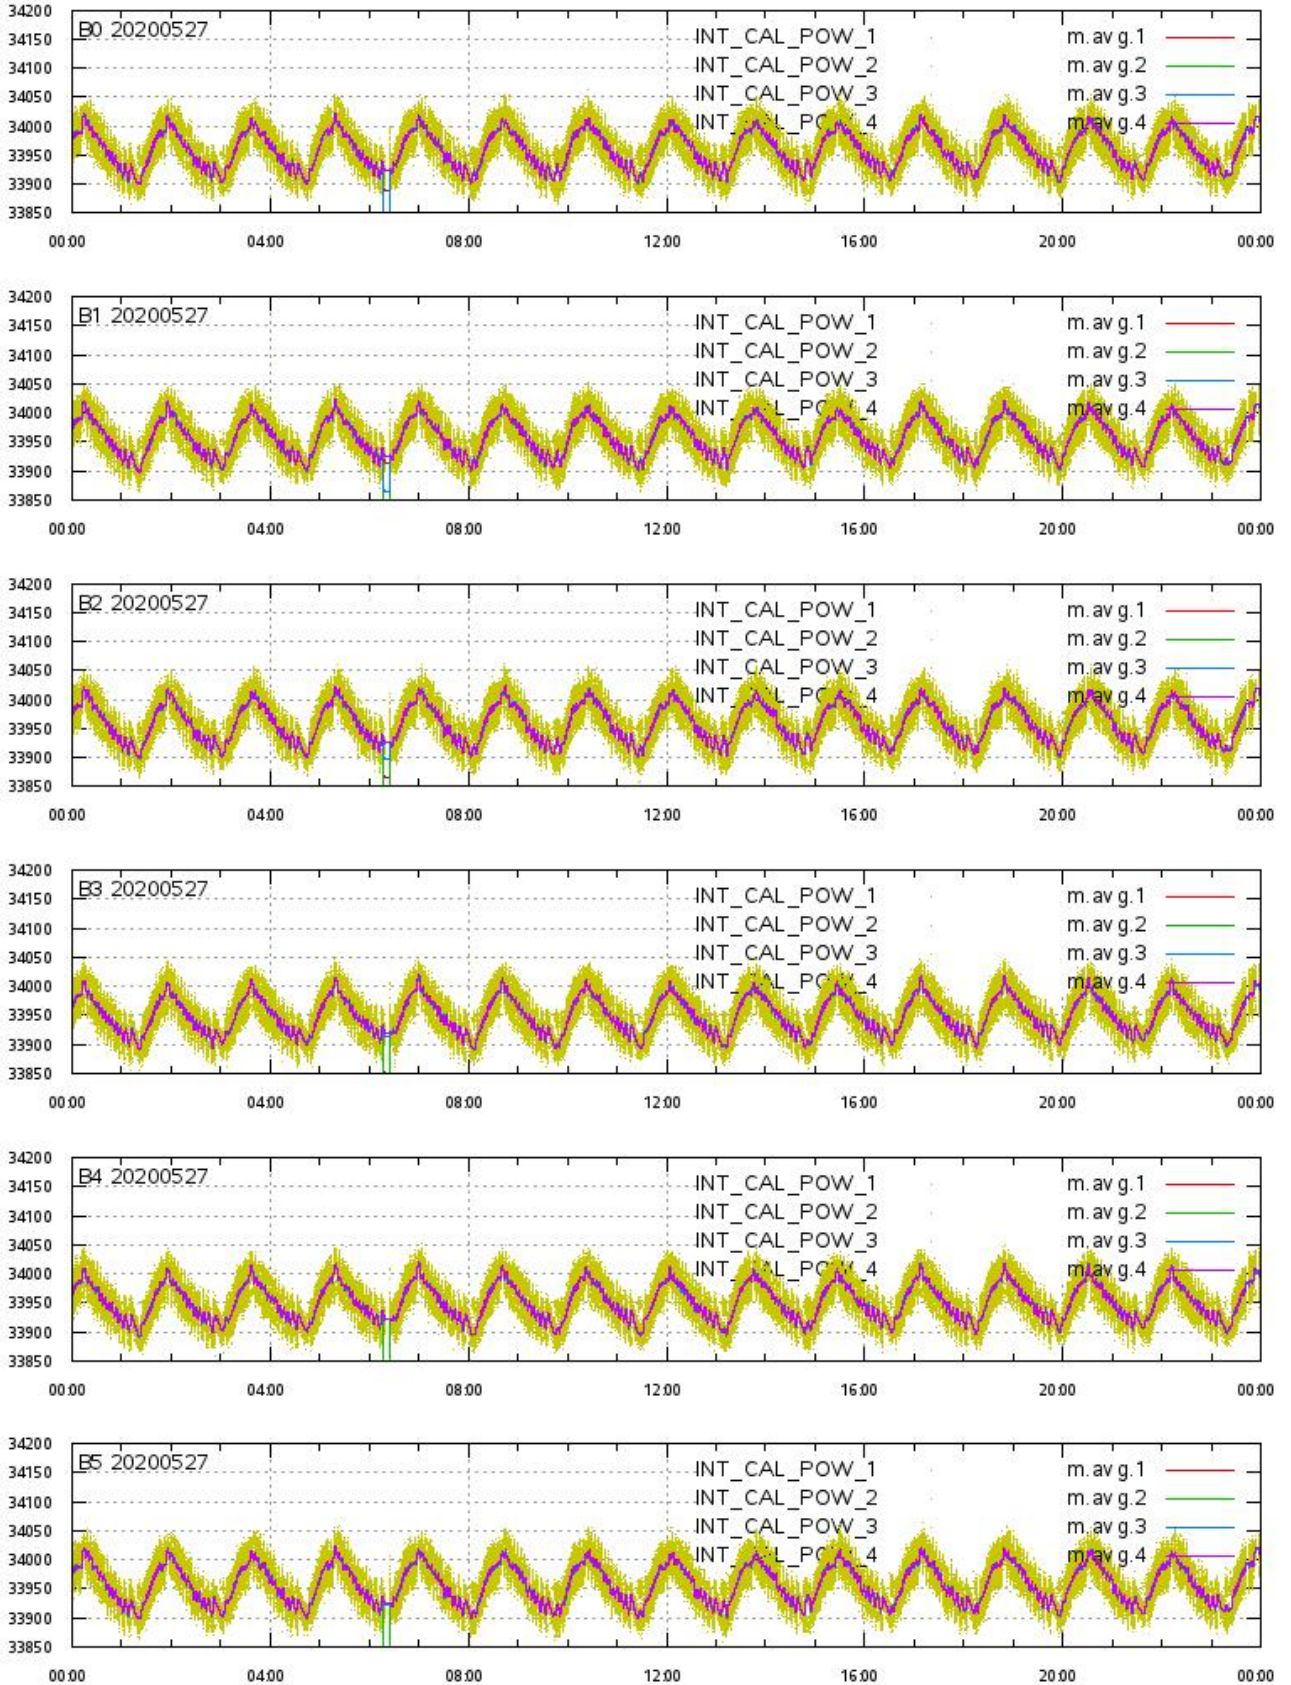 34200
B0 20200527 INT_CAL_POW_1 m.avg.1
34150
INT_CAL_POW_2 m.avg.2
34100
INT_CAL_POW_3 m.avg.3
34050
INT_CAL_POW_4 m.avg.4
34000
33950
33900
33850
00:00 04:00 08:00 12:00 16:00 20:00 00:00
34200
B1 20200527 INT_CAL_POW_1 m.avg.1
34150
INT_CAL_POW_2 m.avg.2
34100
INT_CAL_POW_3 m.avg.3
34050
INT_CAL_POW_4 m.avg.4
34000
33950
33900
33850
00:00 04:00 08:00 12:00 16:00 20:00 00:00
34200
B2 20200527 INT_CAL_POW_1 m.avg.1
34150
INT_CAL_POW_2 m.avg.2
34100
INT_CAL_POW_3 m.avg.3
34050
INT_CAL_POW_4 m.avg.4
34000
33950
33900
33850
00:00 04:00 08:00 12:00 16:00 20:00 00:00
34200
B3 20200527 INT_CAL_POW_1 m.avg.1
34150
INT_CAL_POW_2 m.avg.2
34100
INT_CAL_POW_3 m.avg.3
34050
INT_CAL_POW_4 m.avg.4
34000
33950
33900
33850
00:00 04:00 08:00 12:00 16:00 20:00 00:00
34200
B4 20200527 INT_CAL_POW_1 m.avg.1
34150
INT_CAL_POW_2 m.avg.2
34100
INT_CAL_POW_3 m.avg.3
34050
INT_CAL_POW_4 m.avg.4
34000
33950
33900
33850
00:00 04:00 08:00 12:00 16:00 20:00 00:00
34200
B5 20200527 INT_CAL_POW_1 m.avg.1
34150
INT_CAL_POW_2 m.avg.2
34100
INT_CAL_POW_3 m.avg.3
34050
INT_CAL_POW_4 m.avg.4
34000
33950
33900
33850
00:00 04:00 08:00 12:00 16:00 20:00 00:00